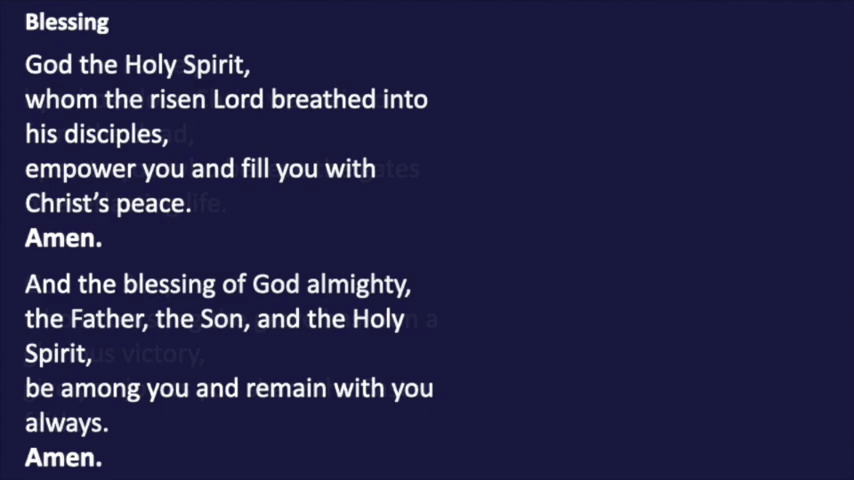 Blessing
God the Holy Spirit,
whom the risen Lord breathed into
his disciples,
empower you and fill you with
Christ's peace.
Amen.
And the blessing of God almighty,
the Father, the Son, and the Holy
Spirit,
be among you and remain with you
always.
Amen.